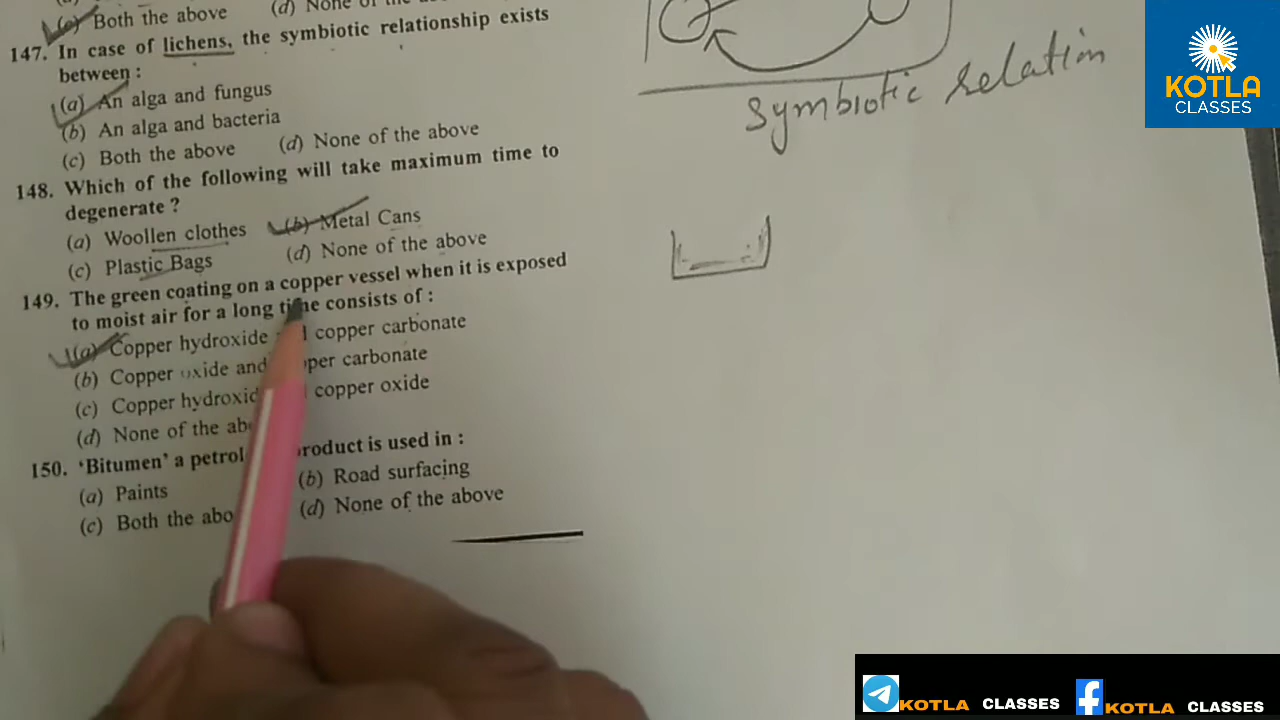 (c) Both the above (d) None of the
147. In case of lichens, the symbiotic relationship exists
between :
(a) An alga and fungus
(b) An alga and bacteria
(c) Both the above (d) None of the above
148. Which of the following will take maximum time to
degenerate ?
(a) Woollen clothes (b) Metal Cans
(c) Plastic Bags (d) None of the above
149. The green coating on a copper vessel when it is exposed
to moist air for a long time consists of :
(a) Copper hydroxide copper carbonate
(b) Copper oxide and copper carbonate
(c) Copper hydroxid copper oxide
(d) None of the ab
150. 'Bitumen' a petrol product is used in :
(a) Paints (b) Road surfacing
(c) Both the abo (d) None of the above
Symbiotic relation
KOTLA
CLASSES
KOTLA CLASSES
KOTLA CLASSES